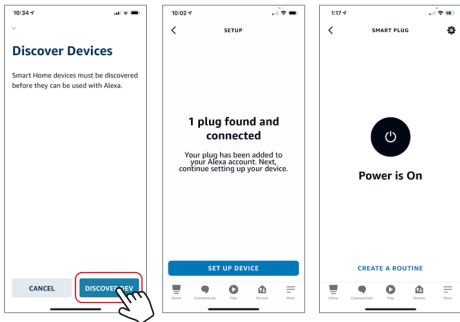 10:34
Discover Devices
Smart Home devices must be discovered
before they can be used with Alexa.
CANCEL
DISCOVER DEV
10:02
SETUP
1 plug found and
connected
Your plug has been added to
your Alexa account. Next,
continue setting up your device.
SET UP DEVICE
Home
Communicate
Play
Devices
More
1:17
SMART PLUG
Power is On
CREATE A ROUTINE
Home
Communicate
Play
Devices
More